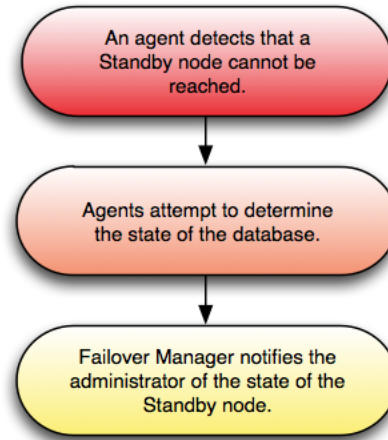 An agent detects that a
Standby node cannot be
reached.
Agents attempt to determine
the state of the database.
Failover Manager notifies the
administrator of the state of the
Standby node.